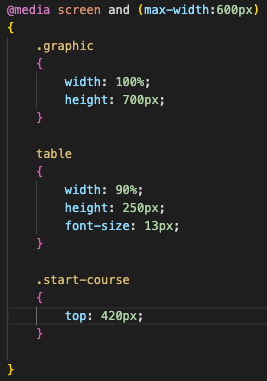 @media screen and (max-width:600px)
{
    .graphic
    {
        width: 100%;
        height: 700px;
    }

    table
    {
        width: 90%;
        height: 250px;
        font-size: 13px;
    }

    .start-course
    {
        top: 420px;
    }

}